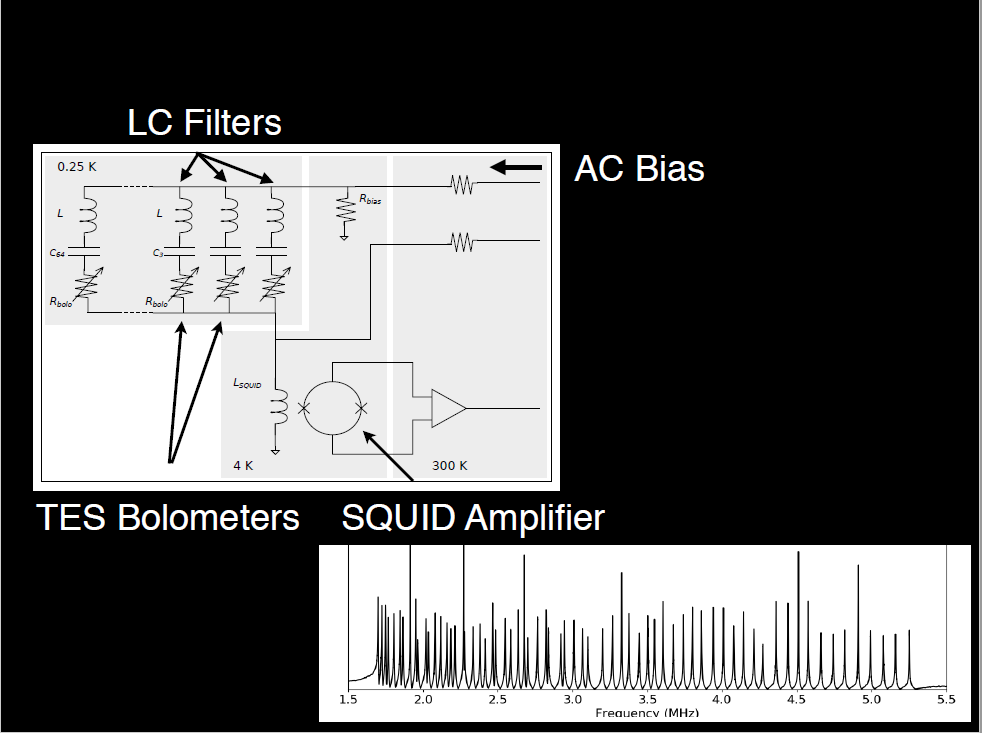 LC Filters
0.25 K
AC Bias
R_bias
L
L
C_64
C_3
R_bolo
R_bolo
L_SQUID
4 K
300 K
TES Bolometers
SQUID Amplifier
1.5 2.0 2.5 3.0 3.5 4.0 4.5 5.0 5.5
Frequency (MHz)